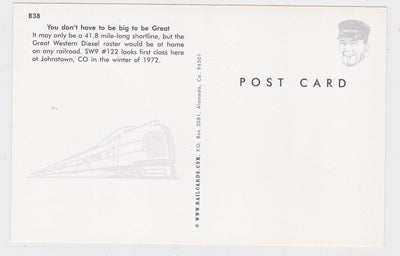 B38
You don't have to be big to be Great
It may only be a 41.8 mile-long shortline, but the
Great Western Diesel roster would be at home
on any railroad. SW9 #122 looks first class here
at Johnstown, CO in the winter of 1972.
© WWW.RAILCARDS.COM, P.O. Box 3081, Alameda, Ca. 94501
POST CARD